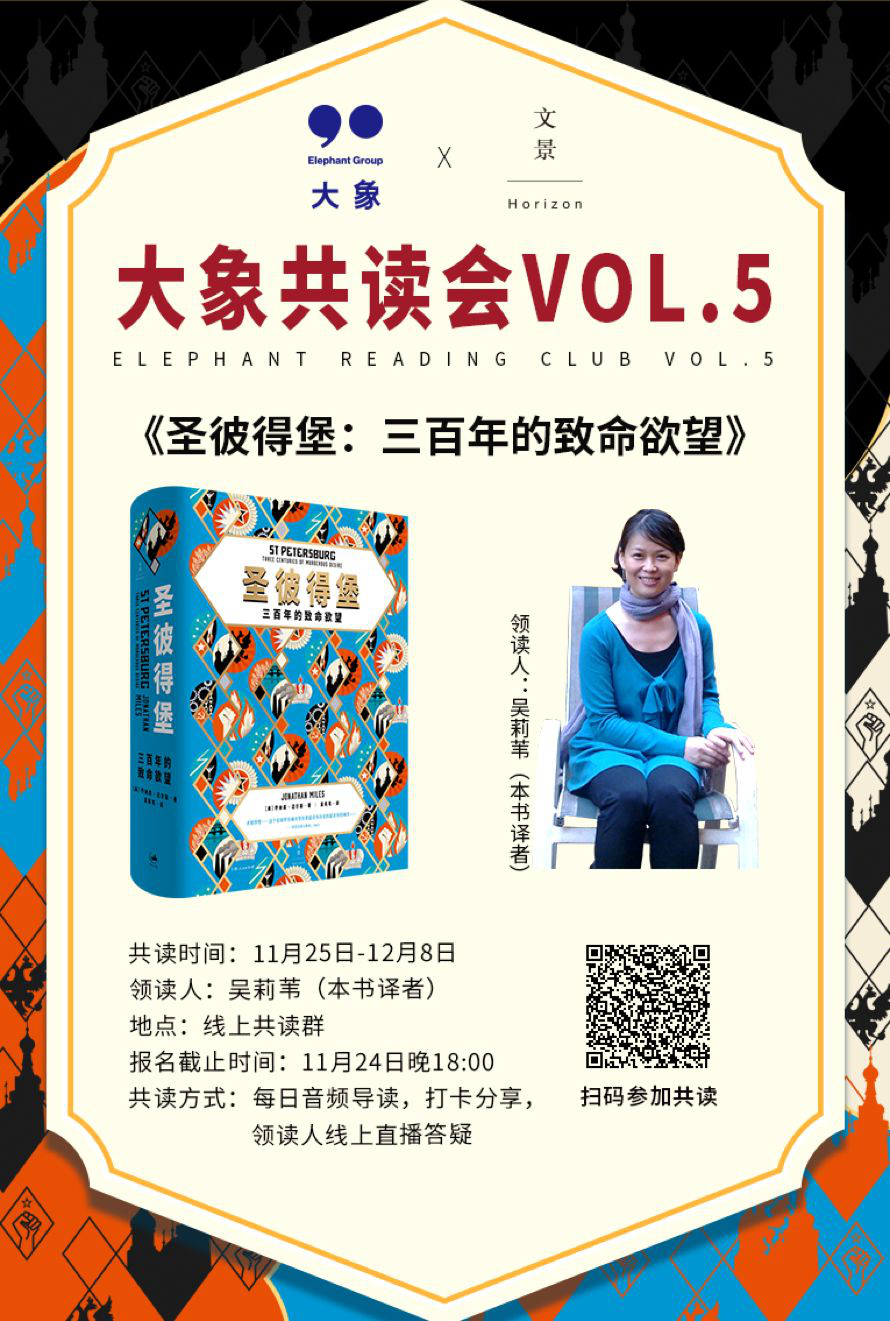 Elephant Group
大象
X
文景
Horizon
大象共读会VOL.5
ELEPHANT READING CLUB VOL.5
《圣彼得堡：三百年的致命欲望》
ST PETERSBURG
THREE CENTURIES OF MURDEROUS DESIRE
圣彼得堡
三百年的致命欲望
JONATHAN MILES
圣彼得堡
ST PETERSBURG
THREE CENTURIES OF MURDEROUS DESIRE
JONATHAN MILES
三百年的
致命欲望
领读人：吴莉苇（本书译者）
共读时间：11月25日-12月8日
领读人：吴莉苇（本书译者）
地点：线上共读群
报名截止时间：11月24日晚18:00
共读方式：每日音频导读，打卡分享，
领读人线上直播答疑
扫码参加共读